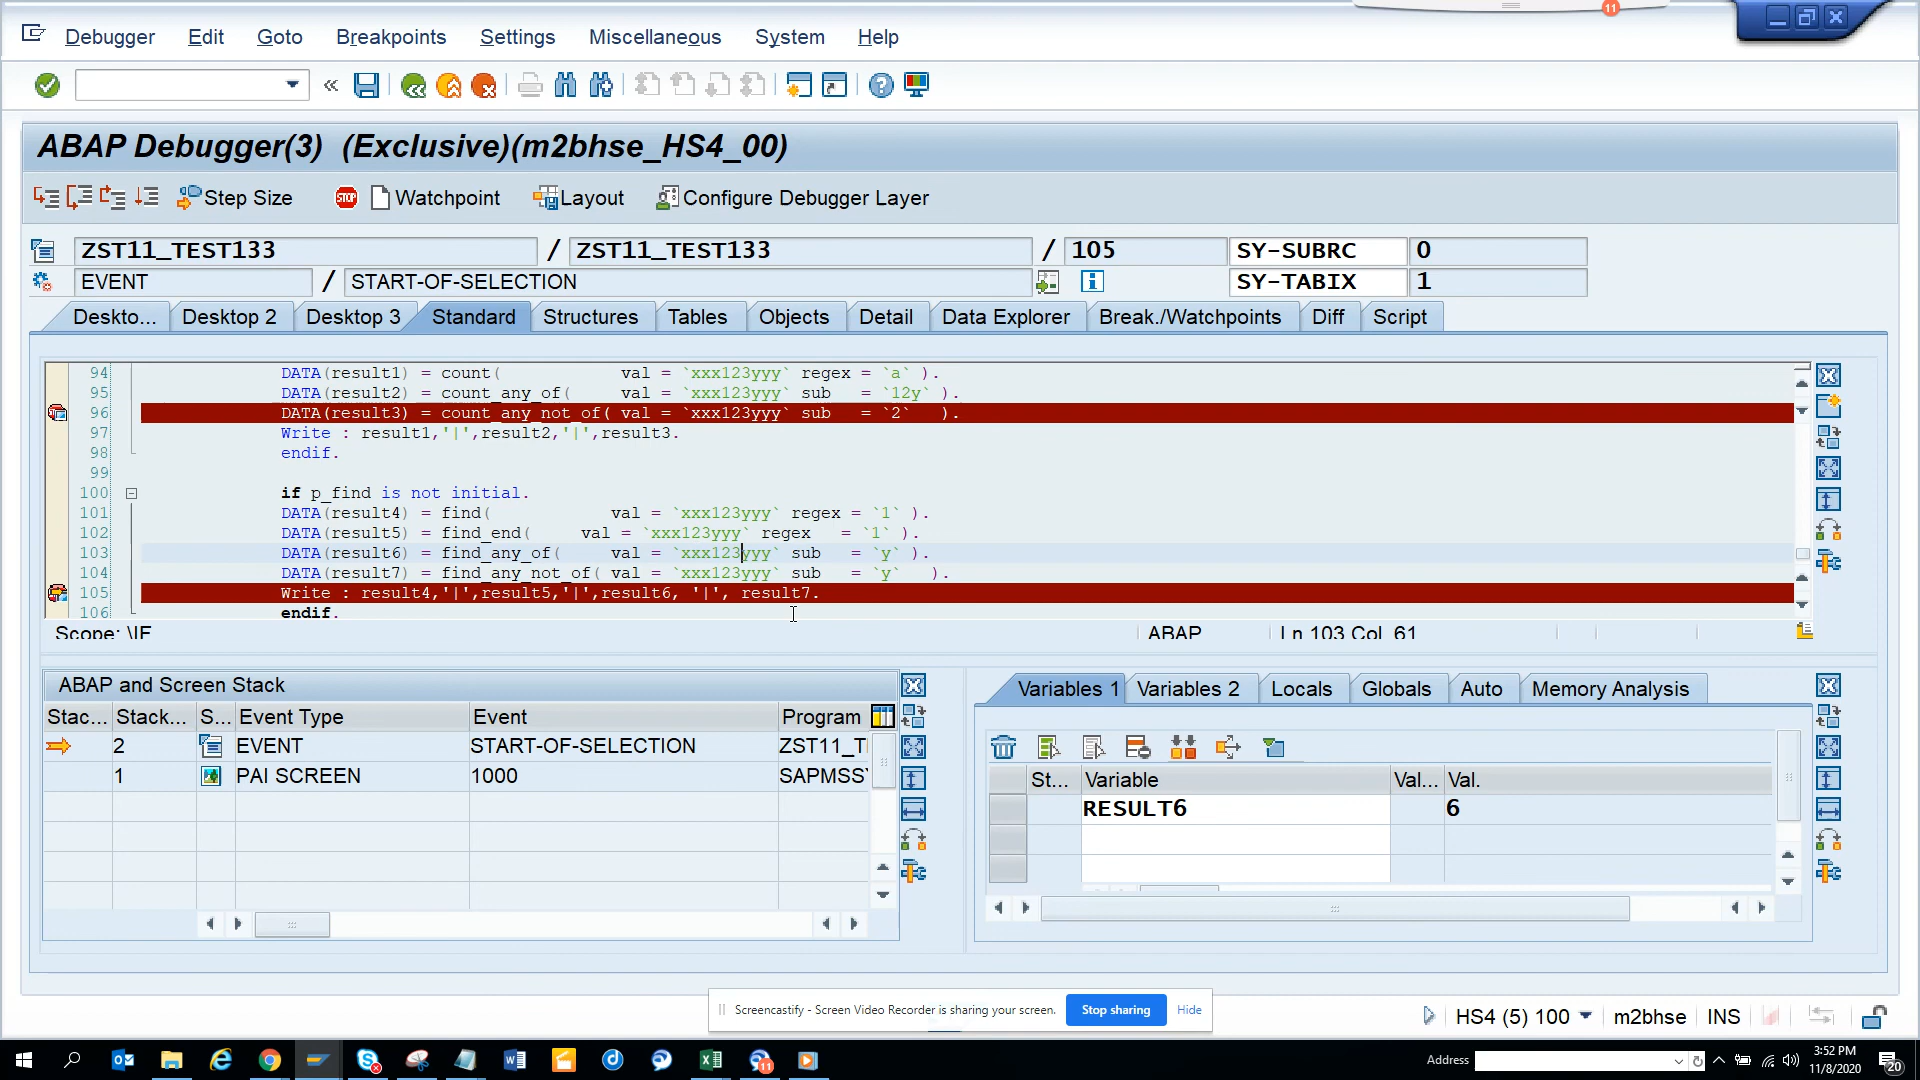 11
Debugger Edit Goto Breakpoints Settings Miscellaneous System Help
«
ABAP Debugger(3) (Exclusive)(m2bhse_HS4_00)
Step Size STOP Watchpoint Layout Configure Debugger Layer
ZST11_TEST133 / ZST11_TEST133 / 105 SY-SUBRC 0
EVENT / START-OF-SELECTION SY-TABIX 1
Deskto... Desktop 2 Desktop 3 Standard Structures Tables Objects Detail Data Explorer Break./Watchpoints Diff Script
94 DATA(result1) = count( val = `xxx123yyy` regex = `a` ).
95 DATA(result2) = count_any_of( val = `xxx123yyy` sub = `12y` ).
96 DATA(result3) = count_any_not_of( val = `xxx123yyy` sub = `2` ).
97 Write : result1,'|',result2,'|',result3.
98 endif.
99
100 if p_find is not initial.
101 DATA(result4) = find( val = `xxx123yyy` regex = `1` ).
102 DATA(result5) = find_end( val = `xxx123yyy` regex = `1` ).
103 DATA(result6) = find_any_of( val = `xxx123yyy` sub = `y` ).
104 DATA(result7) = find_any_not_of( val = `xxx123yyy` sub = `y` ).
105 Write : result4,'|',result5,'|',result6, '|', result7.
106 endif.
Scope: \IF ABAP Ln 103 Col 61
ABAP and Screen Stack
Stac... Stack... S... Event Type Event Program
2 EVENT START-OF-SELECTION ZST11_T
1 PAI SCREEN 1000 SAPMSSY
Variables 1 Variables 2 Locals Globals Auto Memory Analysis
St... Variable Val... Val.
RESULT6 6
Screencastify - Screen Video Recorder is sharing your screen. Stop sharing Hide
HS4 (5) 100 m2bhse INS
Address
3:52 PM
11/8/2020
11
20